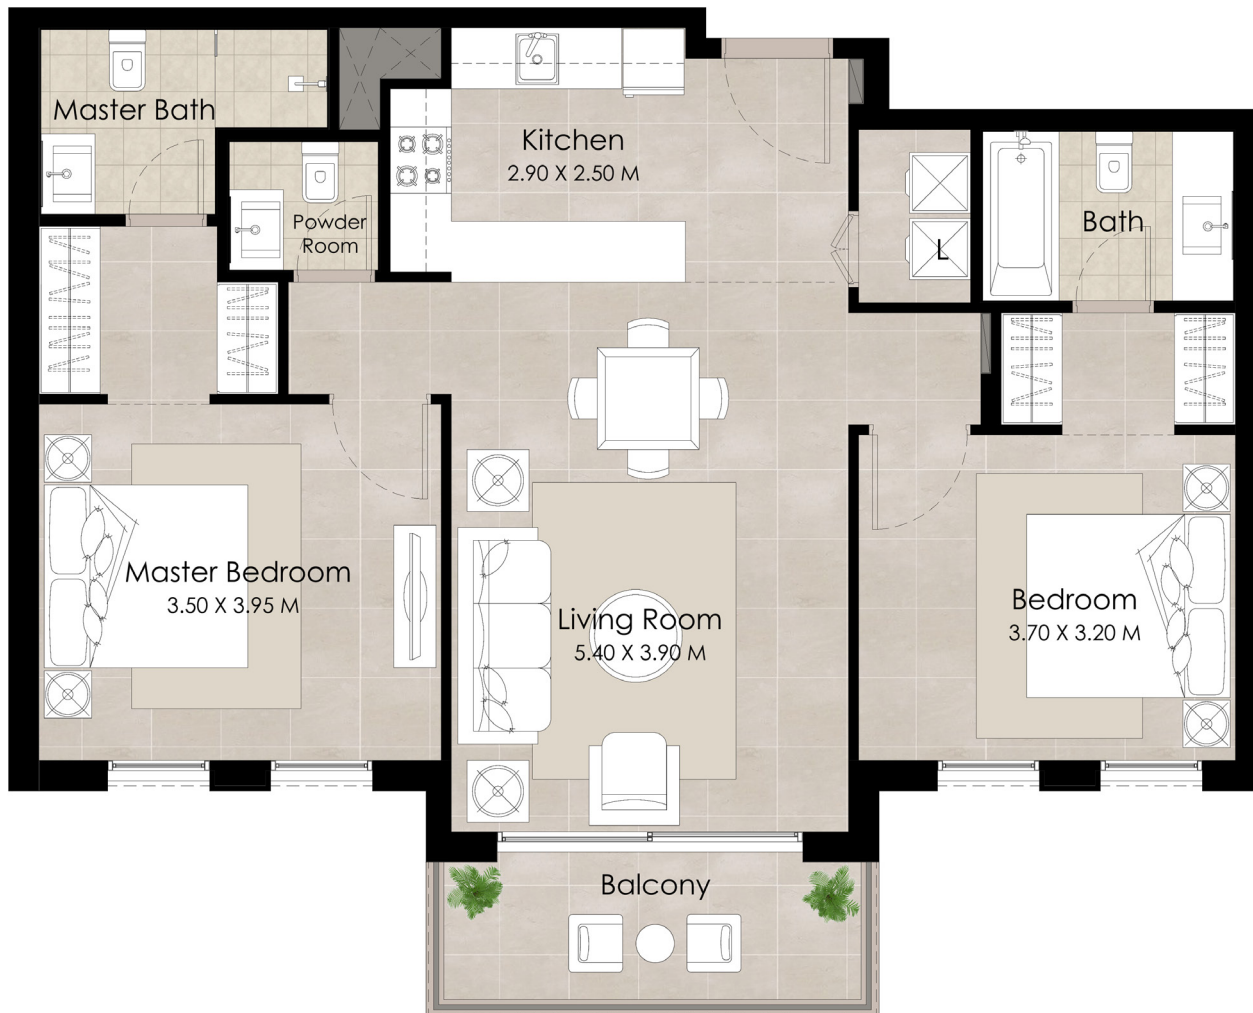 Master Bath
Kitchen
2.90 X 2.50 M
Powder
Room
Bath
L
Master Bedroom
3.50 X 3.95 M
Living Room
5.40 X 3.90 M
Bedroom
3.70 X 3.20 M
Balcony